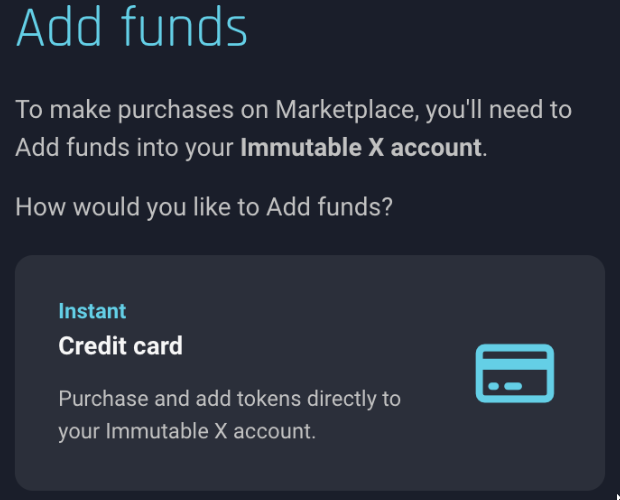 Add funds
To make purchases on Marketplace, you'll need to
Add funds into your Immutable X account.
How would you like to Add funds?
Instant
Credit card
Purchase and add tokens directly to
your Immutable X account.